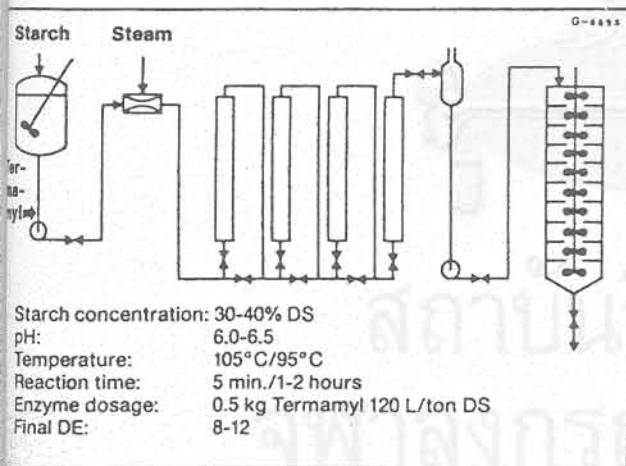 G-6695
Starch Steam
Starch concentration: 30-40% DS
pH: 6.0-6.5
Temperature: 105°C/95°C
Reaction time: 5 min./1-2 hours
Enzyme dosage: 0.5 kg Termamyl 120 L/ton DS
Final DE: 8-12